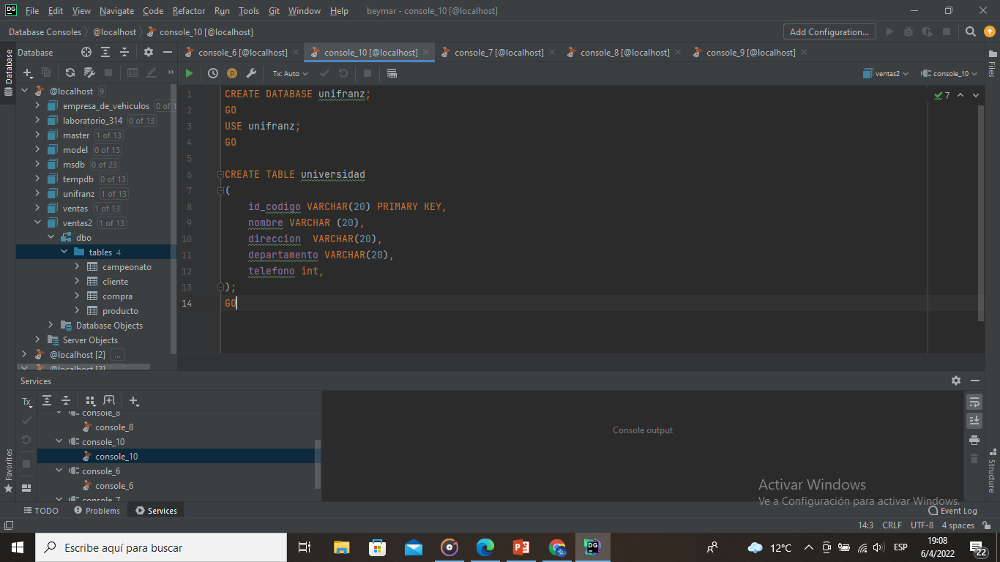 File Edit View Navigate Code Refactor Run Tools Git Window Help beymar - console_10 [@localhost]
Database Consoles @localhost console_10 [@localhost] Add Configuration...
Database console_6 [@localhost] console_10 [@localhost] console_7 [@localhost] console_8 [@localhost] console_9 [@localhost]
Tx: Auto ventas2 console_10
Database
Files
@localhost 9
empresa_de_vehiculos 0 of 1
laboratorio_314 0 of 13
master 1 of 13
model 0 of 13
msdb 0 of 23
tempdb 0 of 13
unifranz 1 of 13
ventas 1 of 13
ventas2 1 of 13
dbo
tables 4
campeonato
cliente
compra
producto
Database Objects
Server Objects
@localhost [2] ...
@localhost [3]
7
1 CREATE DATABASE unifranz;
2 GO
3 USE unifranz;
4 GO
5
6 CREATE TABLE universidad
7 (
8 id_codigo VARCHAR(20) PRIMARY KEY,
9 nombre VARCHAR (20),
10 direccion  VARCHAR(20),
11 departamento VARCHAR(20),
12 telefono int,
13 );
14 GO
Services
Tx
console_8
console_8
console_10
console_10
console_6
console_6
console_7
Console output
Favorites
Structure
Activar Windows
Ve a Configuración para activar Windows.
TODO Problems Services Event Log
14:3 CRLF UTF-8 4 spaces
Escribe aquí para buscar
12°C ESP
19:08
6/4/2022
22